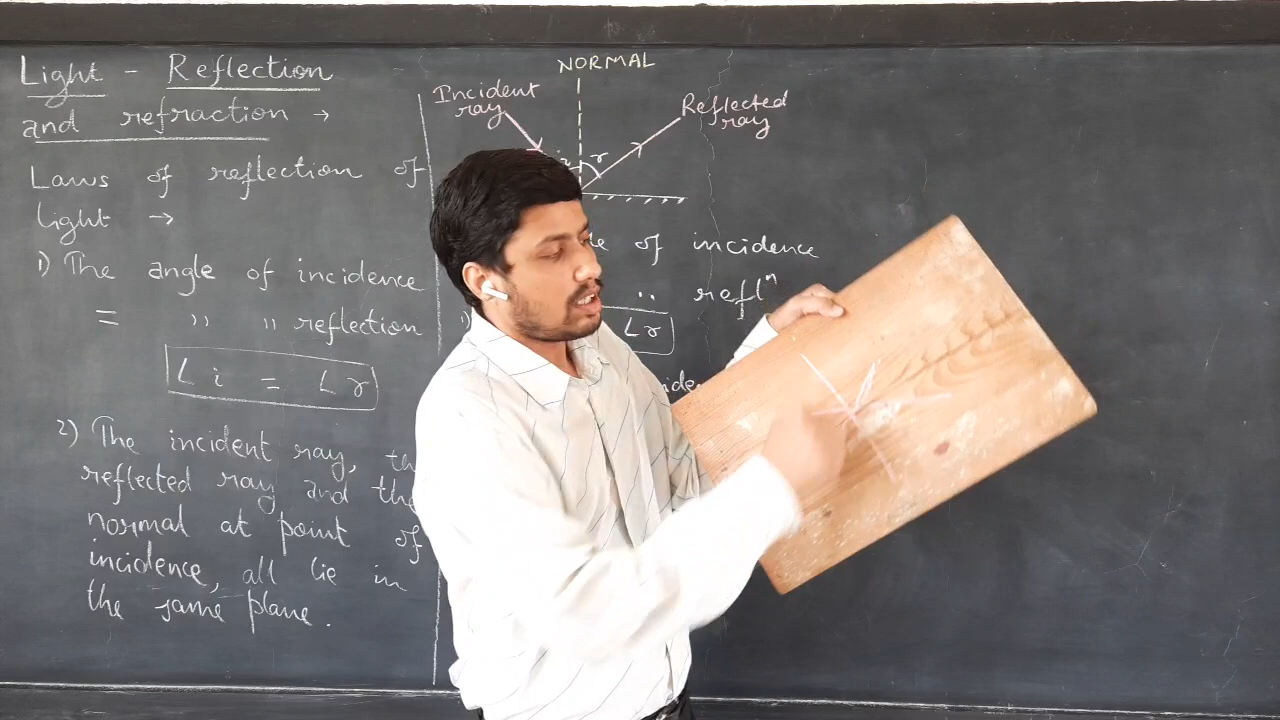 Light - Reflection
and refraction →
Laws of reflection of
light →
1) The angle of incidence
= ,, ,, reflection
∠i = ∠r
2) The incident ray, th
reflected ray and the
normal at point of
incidence, all lie in
the same plane.
NORMAL
Incident
ray
Reflected
ray
i r
of incidence
,, reflⁿ
∠r